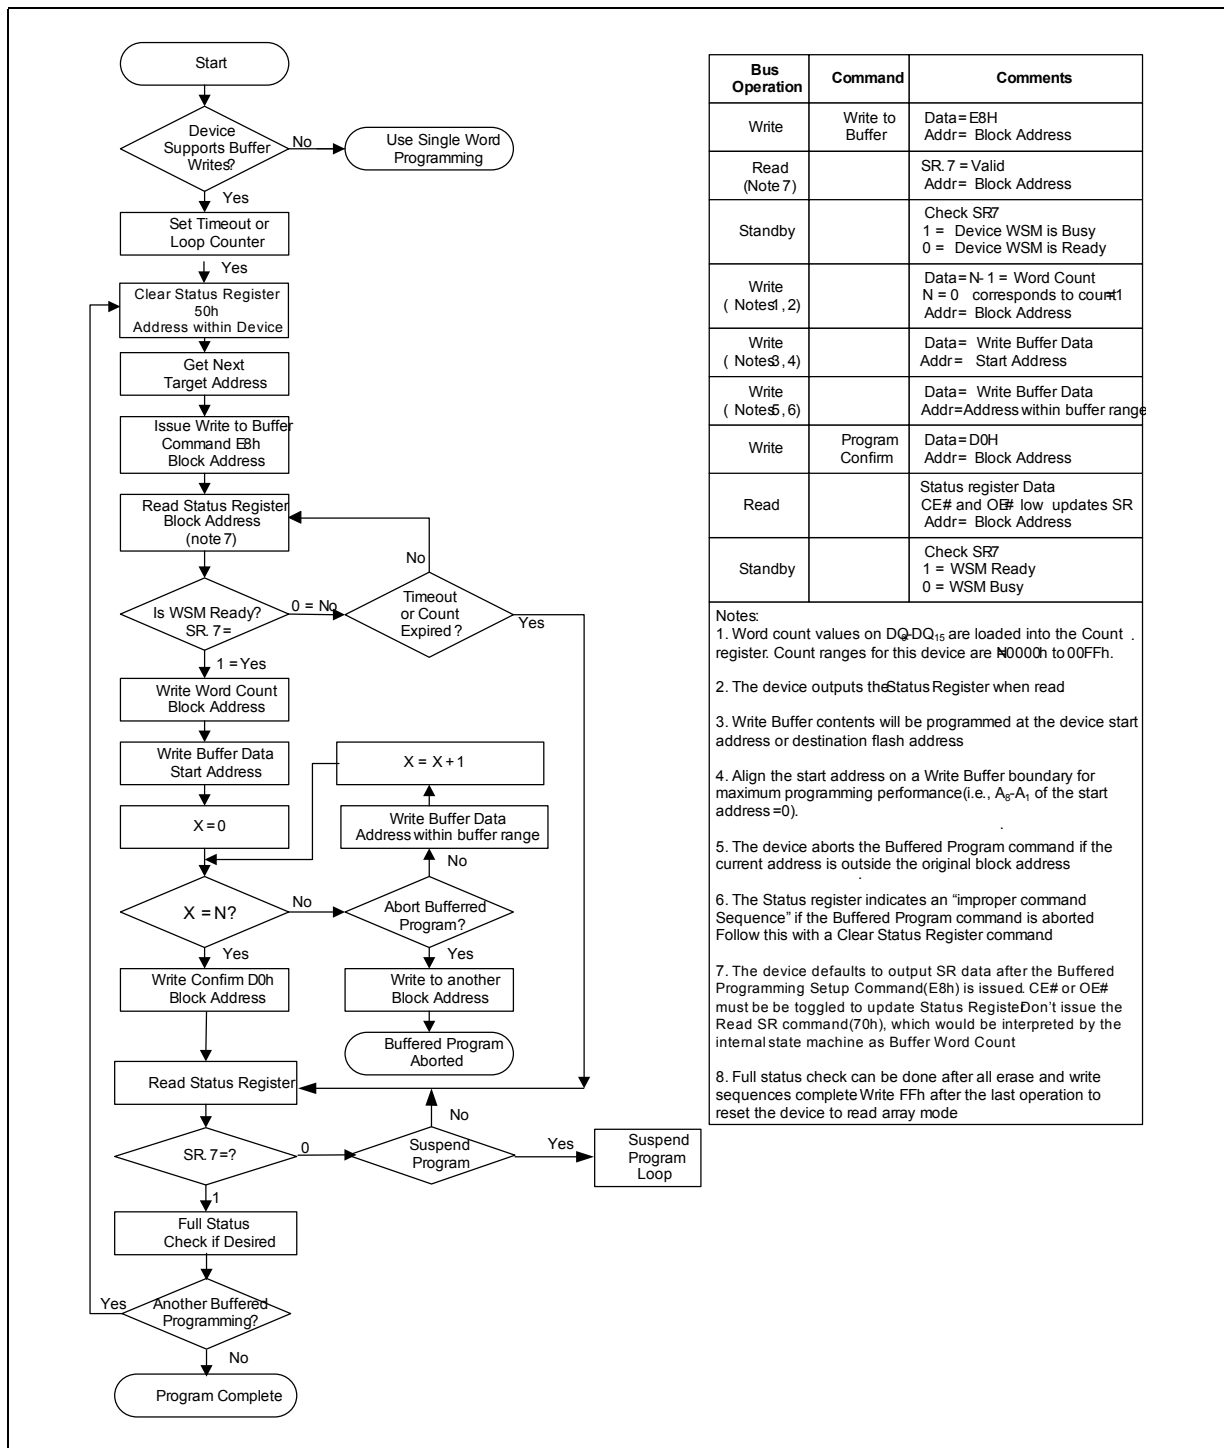 Start
Device
Supports Buffer
Writes?
No
Use Single Word
Programming
Yes
Set Timeout or
Loop Counter
Yes
Clear Status Register
50h
Address within Device
Get Next
Target Address
Issue Write to Buffer
Command E8h
Block Address
Read Status Register
Block Address
(note 7)
No
Is WSM Ready?
SR. 7 =
0 = No
Timeout
or Count
Expired ?
Yes
1 = Yes
Write Word Count
Block Address
Write Buffer Data
Start Address
X = X + 1
X = 0
Write Buffer Data
Address within buffer range
No
X = N?
No
Abort Bufferred
Program?
Yes
Yes
Write Confirm D0h
Block Address
Write to another
Block Address
Buffered Program
Aborted
Read Status Register
No
SR. 7 =?
0
Suspend
Program
Yes
Suspend
Program
Loop
1
Full Status
Check if Desired
Yes
Another Buffered
Programming?
No
Program Complete
Bus
Operation
Command
Comments
Write
Write to
Buffer
Data = E8H
Addr = Block Address
Read
(Note 7)
SR. 7 = Valid
Addr = Block Address
Standby
Check SR7
1 = Device WSM is Busy
0 = Device WSM is Ready
Write
( Notes1, 2)
Data = N- 1 = Word Count
N = 0 corresponds to count=1
Addr = Block Address
Write
( Notes3, 4)
Data = Write Buffer Data
Addr = Start Address
Write
( Notes5, 6)
Data = Write Buffer Data
Addr=Address within buffer range
Write
Program
Confirm
Data = D0H
Addr = Block Address
Read
Status register Data
CE# and OE# low updates SR
Addr = Block Address
Standby
Check SR7
1 = WSM Ready
0 = WSM Busy
Notes:
1. Word count values on DQ0-DQ15 are loaded into the Count .
register. Count ranges for this device are N=0000h to 00FFh.
2. The device outputs the Status Register when read
3. Write Buffer contents will be programmed at the device start
address or destination flash address
4. Align the start address on a Write Buffer boundary for
maximum programming performance(i.e., A8-A1 of the start
address =0).
5. The device aborts the Buffered Program command if the
current address is outside the original block address
6. The Status register indicates an “improper command
Sequence” if the Buffered Program command is aborted
Follow this with a Clear Status Register command
7. The device defaults to output SR data after the Buffered
Programming Setup Command(E8h) is issued. CE# or OE#
must be be toggled to update Status Register Don’t issue the
Read SR command(70h), which would be interpreted by the
internal state machine as Buffer Word Count
8. Full status check can be done after all erase and write
sequences complete Write FFh after the last operation to
reset the device to read array mode